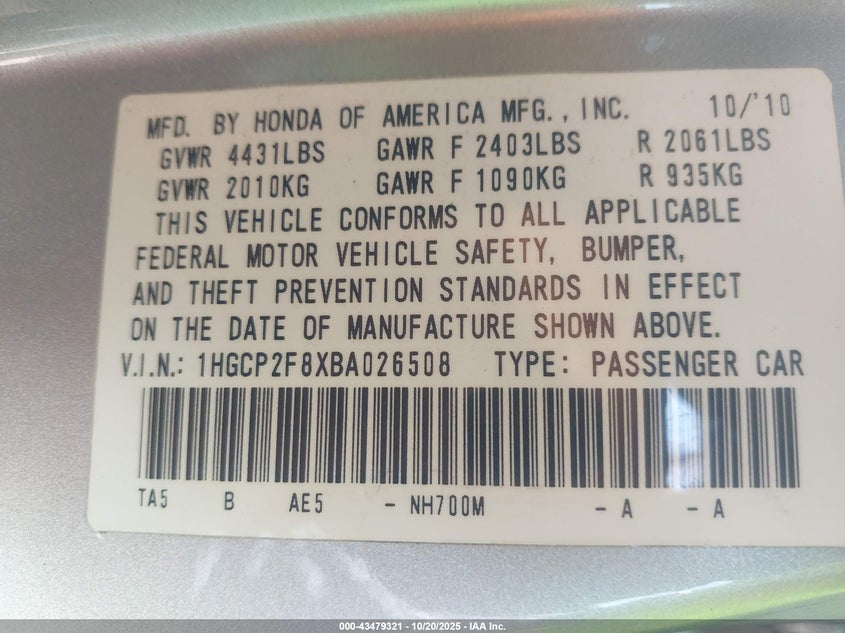 MFD. BY HONDA OF AMERICA MFG., INC. 10/'10
GVWR 4431LBS GAWR F 2403LBS R 2061LBS
GVWR 2010KG GAWR F 1090KG R 935KG
THIS VEHICLE CONFORMS TO ALL APPLICABLE
FEDERAL MOTOR VEHICLE SAFETY, BUMPER,
AND THEFT PREVENTION STANDARDS IN EFFECT
ON THE DATE OF MANUFACTURE SHOWN ABOVE.
V.I.N.: 1HGCP2F8XBA026508 TYPE: PASSENGER CAR
TA5 B AE5 - NH700M - A - A
000-43479321 - 10/20/2025 - IAA Inc.